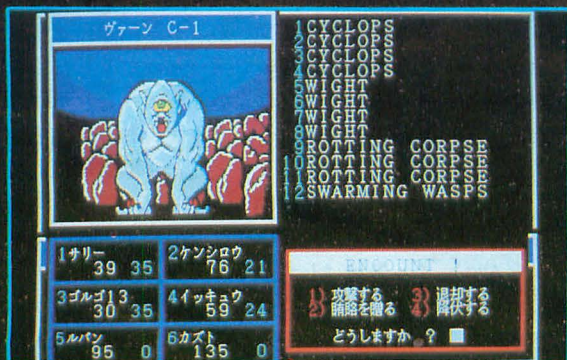 ヴァーン C-1
1CYCLOPS
2CYCLOPS
3CYCLOPS
4CYCLOPS
5WIGHT
6WIGHT
7WIGHT
8WIGHT
9ROTTING CORPSE
10ROTTING CORPSE
11ROTTING CORPSE
12SWARMING WASPS
1サリー
39 35
2ケンシロウ
76 21
3ゴルゴ13
30 35
4イッキュウ
59 24
5ルパン
95 0
6カズト
135 0
ENCOUNT !
1) 攻撃する 3) 退却する
2) 賄賂を贈る 4) 降伏する
どうしますか ?